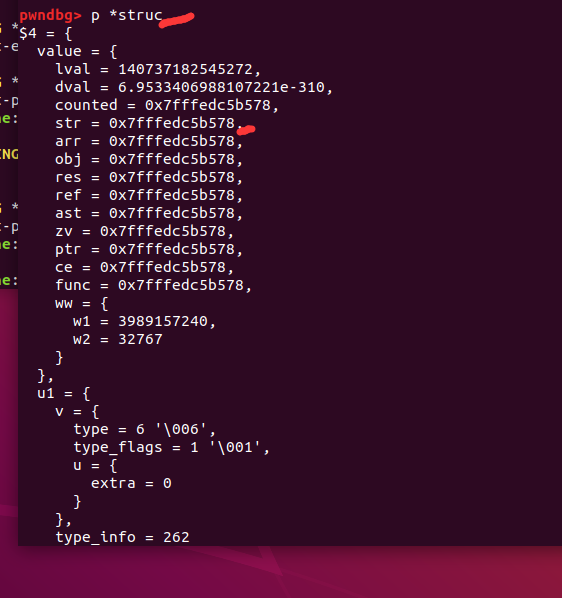 pwndbg> p *struc
$4 = {
  value = {
    lval = 140737182545272,
    dval = 6.9533406988107221e-310,
    counted = 0x7fffedc5b578,
    str = 0x7fffedc5b578,
    arr = 0x7fffedc5b578,
    obj = 0x7fffedc5b578,
    res = 0x7fffedc5b578,
    ref = 0x7fffedc5b578,
    ast = 0x7fffedc5b578,
    zv = 0x7fffedc5b578,
    ptr = 0x7fffedc5b578,
    ce = 0x7fffedc5b578,
    func = 0x7fffedc5b578,
    ww = {
      w1 = 3989157240,
      w2 = 32767
    }
  },
  u1 = {
    v = {
      type = 6 '\006',
      type_flags = 1 '\001',
      u = {
        extra = 0
      }
    },
    type_info = 262